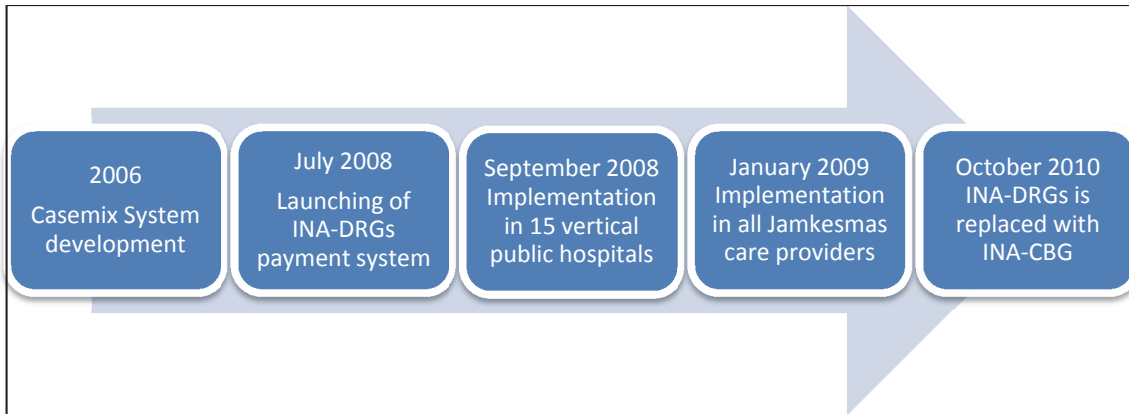 2006
Casemix System
development
July 2008
Launching of
INA-DRGs
payment system
September 2008
Implementation
in 15 vertical
public hospitals
January 2009
Implementation
in all Jamkesmas
care providers
October 2010
INA-DRGs is
replaced with
INA-CBG